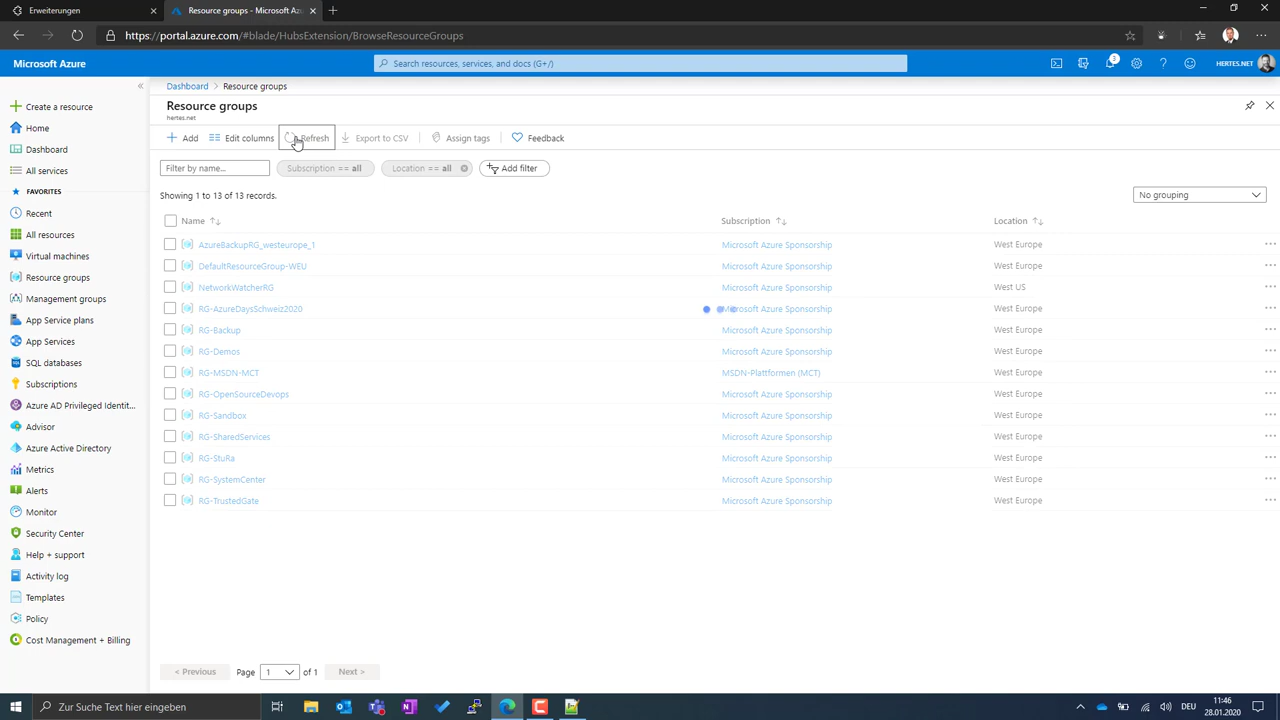 Erweiterungen
Resource groups - Microsoft Az
https://portal.azure.com/#blade/HubsExtension/BrowseResourceGroups
Microsoft Azure
Search resources, services, and docs (G+/)
HERTES.NET
Dashboard > Resource groups
Resource groups
hertes.net
Add
Edit columns
Refresh
Export to CSV
Assign tags
Feedback
Filter by name...
Subscription == all
Location == all
Add filter
Showing 1 to 13 of 13 records.
No grouping
Name
Subscription
Location
AzureBackupRG_westeurope_1 Microsoft Azure Sponsorship West Europe
DefaultResourceGroup-WEU Microsoft Azure Sponsorship West Europe
NetworkWatcherRG Microsoft Azure Sponsorship West US
RG-AzureDaysSchweiz2020 Microsoft Azure Sponsorship West Europe
RG-Backup Microsoft Azure Sponsorship West Europe
RG-Demos Microsoft Azure Sponsorship West Europe
RG-MSDN-MCT MSDN-Plattformen (MCT) West Europe
RG-OpenSourceDevops Microsoft Azure Sponsorship West Europe
RG-Sandbox Microsoft Azure Sponsorship West Europe
RG-SharedServices Microsoft Azure Sponsorship West Europe
RG-StuRa Microsoft Azure Sponsorship West Europe
RG-SystemCenter Microsoft Azure Sponsorship West Europe
RG-TrustedGate Microsoft Azure Sponsorship West Europe
< Previous
Page 1 of 1
Next >
Create a resource
Home
Dashboard
All services
FAVORITES
Recent
All resources
Virtual machines
Resource groups
Management groups
App Service plans
App Services
SQL databases
Subscriptions
Azure AD Privileged Identit...
Advisor
Azure Active Directory
Metrics
Alerts
Monitor
Security Center
Help + support
Activity log
Templates
Policy
Cost Management + Billing
Zur Suche Text hier eingeben
DEU
11:46
28.01.2020